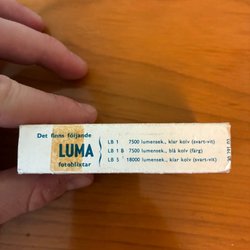 Det finns följande
LUMA
fotoblixtar
LB 1 7500 lumensek., klar kolv (svart-vit)
LB 1 B 7500 lumensek., blå kolv (färg)
LB 5 18000 lumensek., klar kolv (svart-vit)